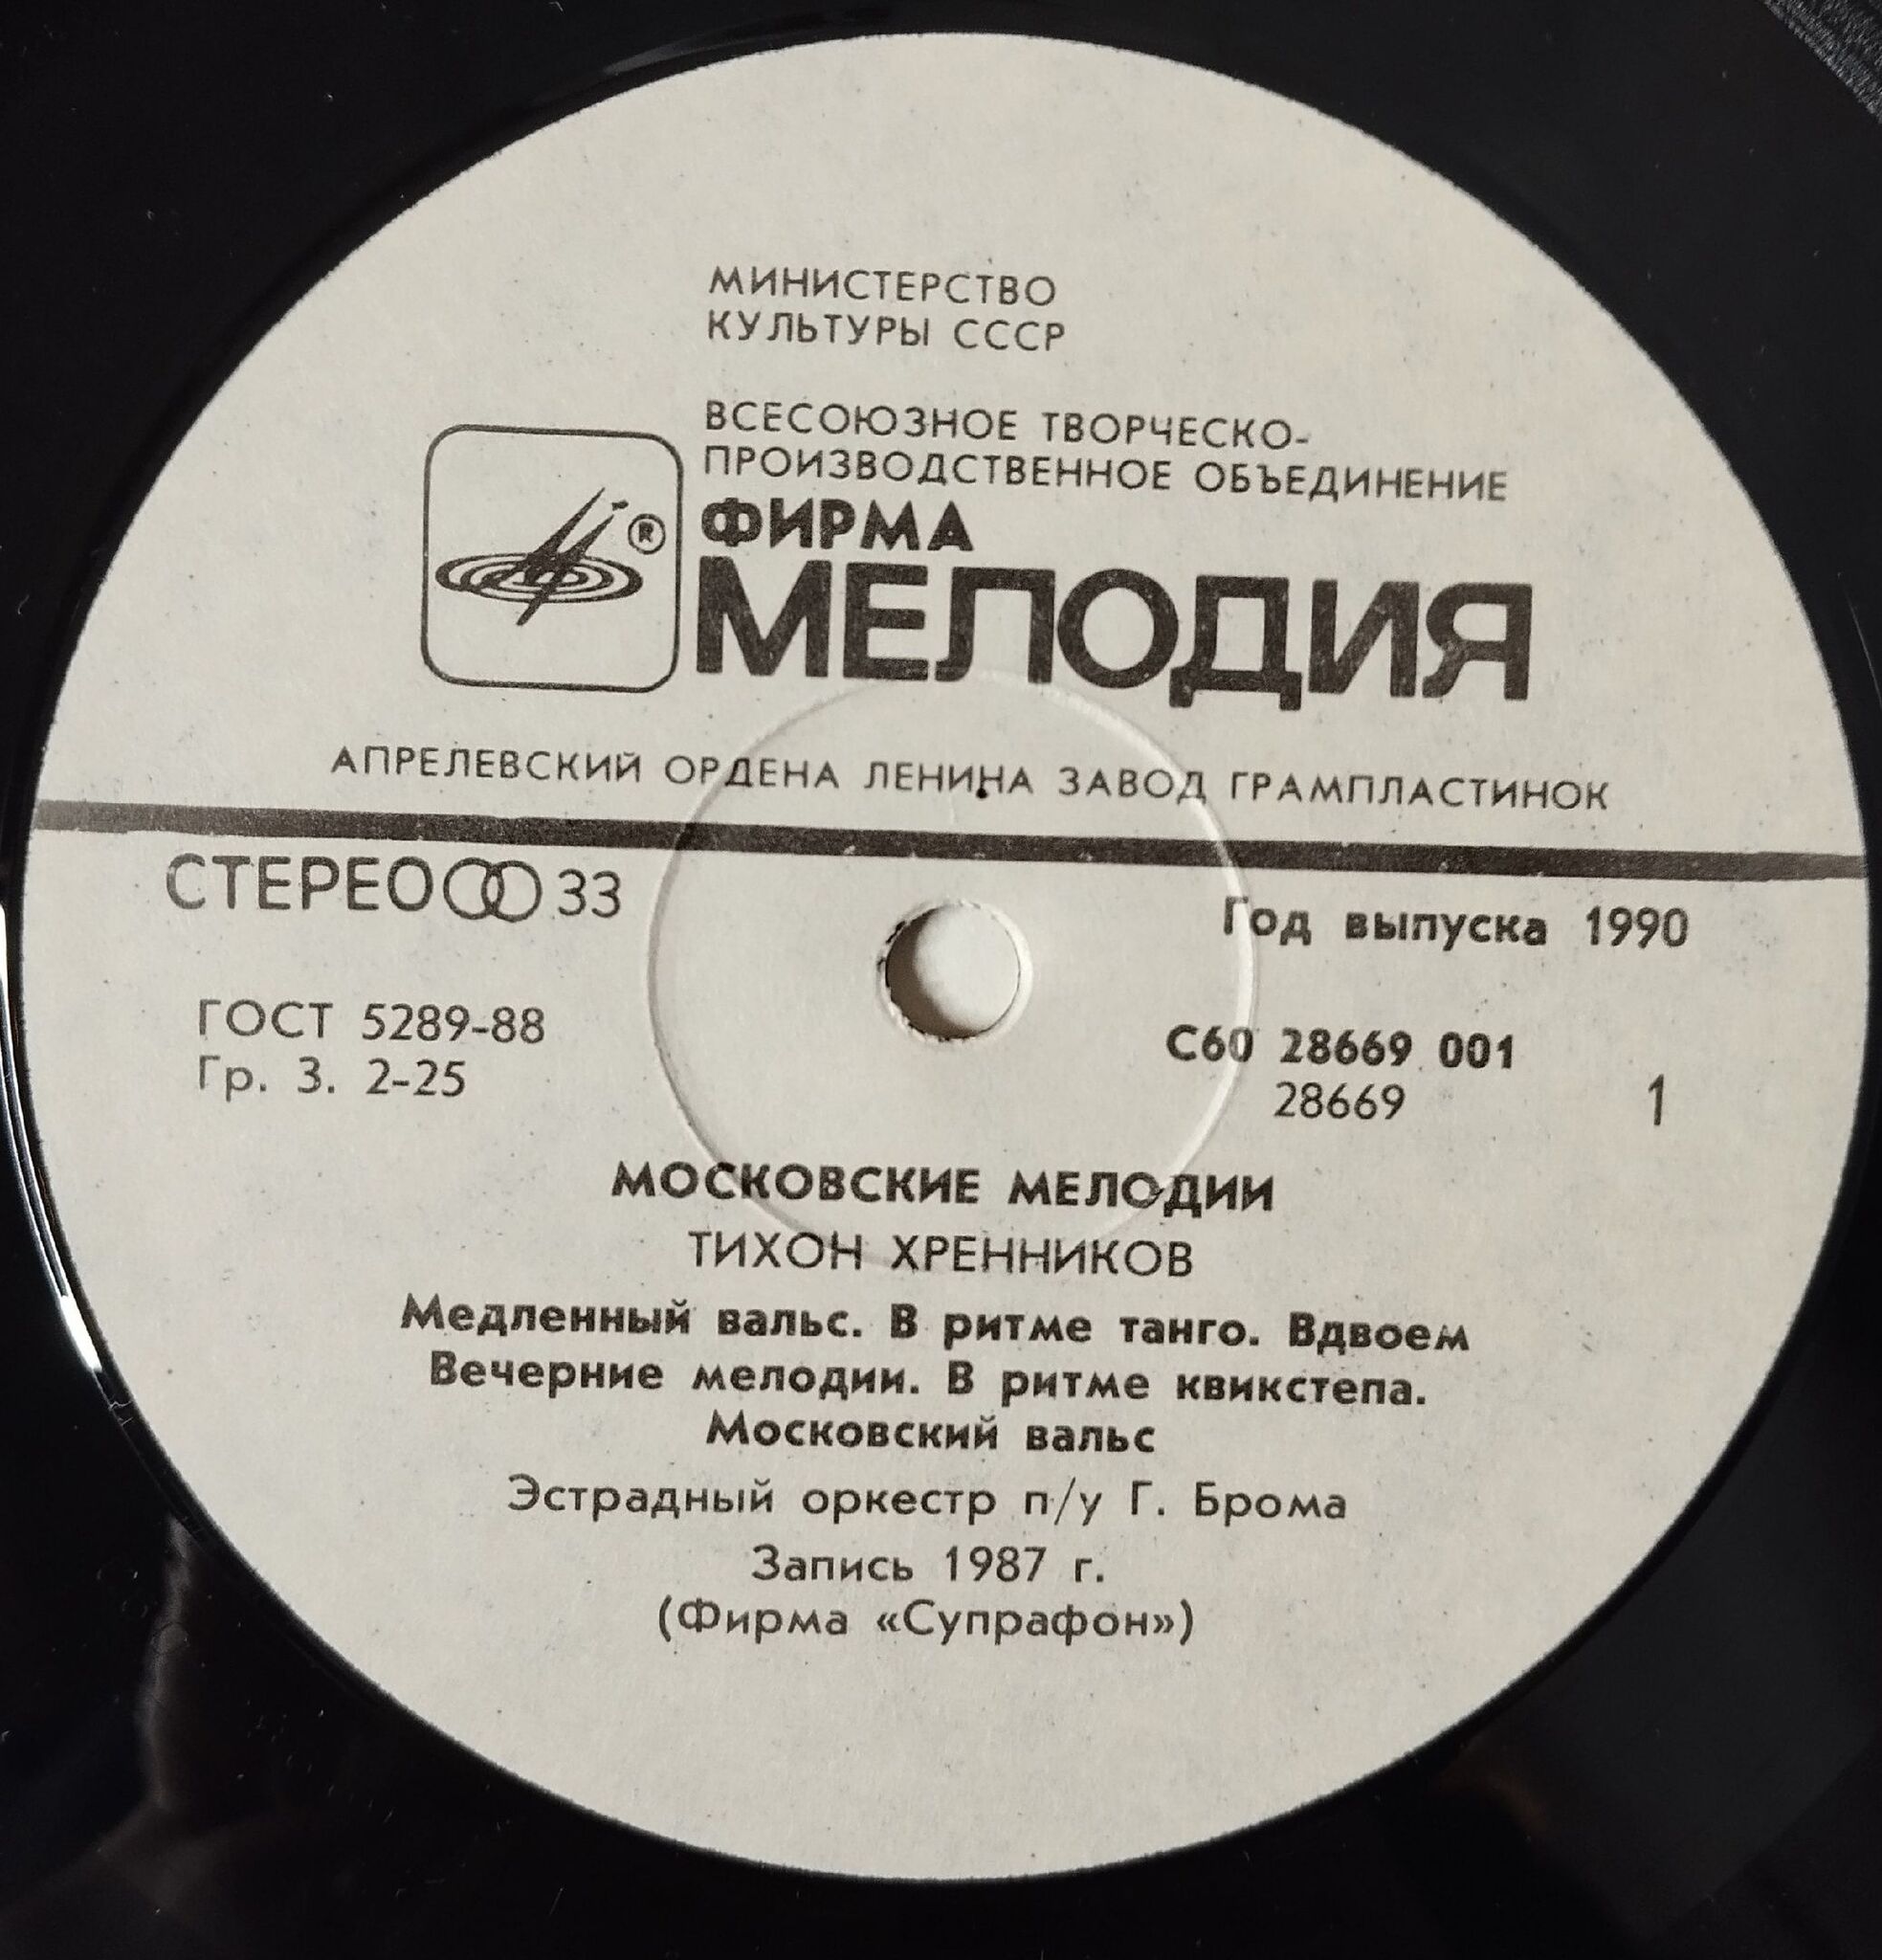 МИНИСТЕРСТВО
КУЛЬТУРЫ СССР
ВСЕСОЮЗНОЕ ТВОРЧЕСКО-
ПРОИЗВОДСТВЕННОЕ ОБЪЕДИНЕНИЕ
ФИРМА
®
МЕЛОДИЯ
АПРЕЛЕВСКИЙ ОРДЕНА ЛЕНИНА ЗАВОД ГРАМПЛАСТИНОК
СТЕРЕО 33
Год выпуска 1990
ГОСТ 5289-88
Гр. 3. 2-25
С60 28669 001
28669
1
МОСКОВСКИЕ МЕЛОДИИ
ТИХОН ХРЕННИКОВ
Медленный вальс. В ритме танго. Вдвоем
Вечерние мелодии. В ритме квикстепа.
Московский вальс
Эстрадный оркестр п/у Г. Брома
Запись 1987 г.
(Фирма «Супрафон»)